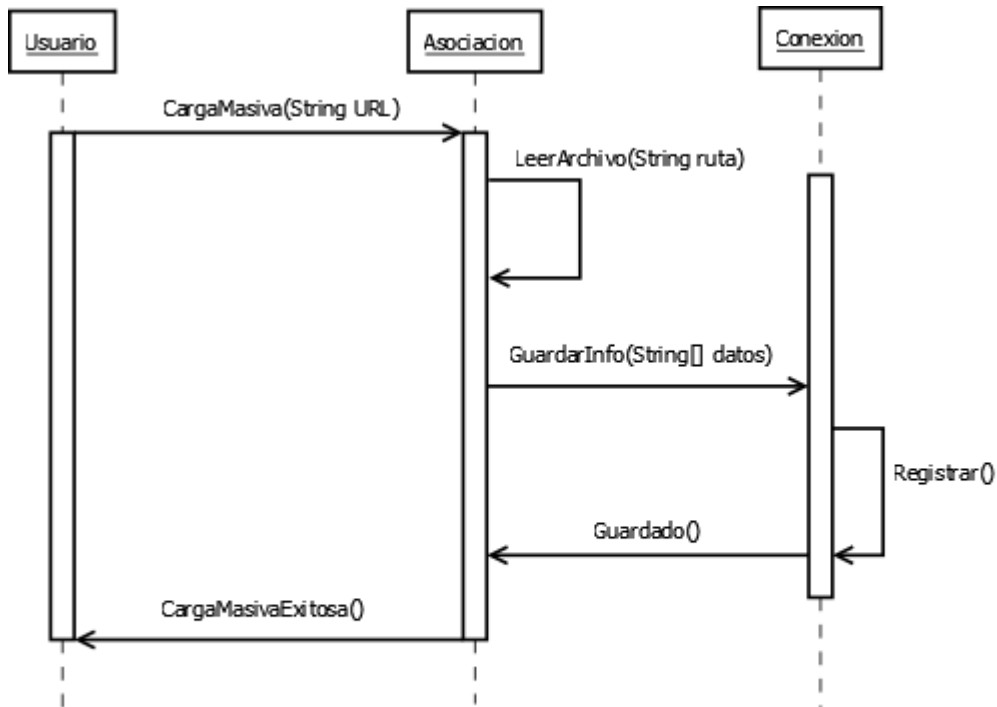 Usuario
Asociacion
Conexion
CargaMasiva(String URL)
LeerArchivo(String ruta)
GuardarInfo(String[] datos)
Registrar()
Guardado()
CargaMasivaExitosa()